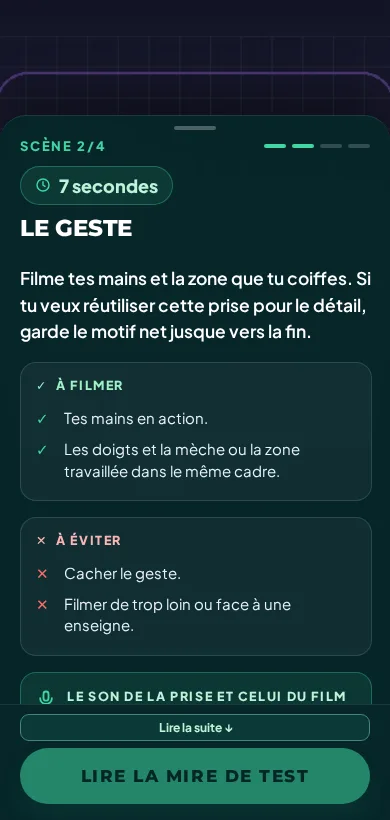 SCÈNE 2/4
7 secondes
LE GESTE
Filme tes mains et la zone que tu coiffes. Si
tu veux réutiliser cette prise pour le détail,
garde le motif net jusque vers la fin.
✓ À FILMER
✓ Tes mains en action.
✓ Les doigts et la mèche ou la zone
travaillée dans le même cadre.
✕ À ÉVITER
✕ Cacher le geste.
✕ Filmer de trop loin ou face à une
enseigne.
LE SON DE LA PRISE ET CELUI DU FILM
Lire la suite ↓
LIRE LA MIRE DE TEST